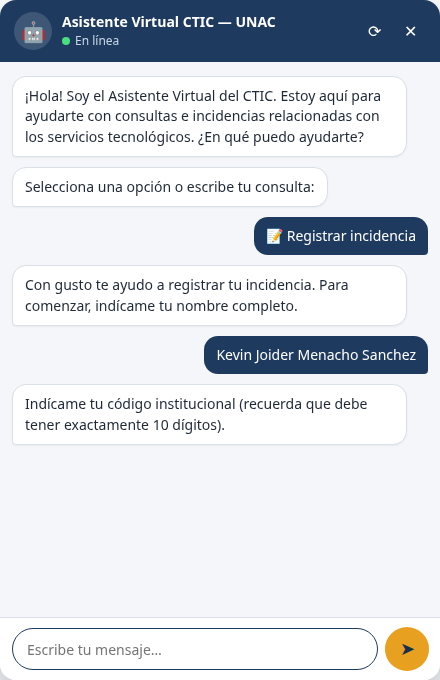 Asistente Virtual CTIC — UNAC
En línea
¡Hola! Soy el Asistente Virtual del CTIC. Estoy aquí para
ayudarte con consultas e incidencias relacionadas con
los servicios tecnológicos. ¿En qué puedo ayudarte?
Selecciona una opción o escribe tu consulta:
📝 Registrar incidencia
Con gusto te ayudo a registrar tu incidencia. Para
comenzar, indícame tu nombre completo.
Kevin Joider Menacho Sanchez
Indícame tu código institucional (recuerda que debe
tener exactamente 10 dígitos).
Escribe tu mensaje...